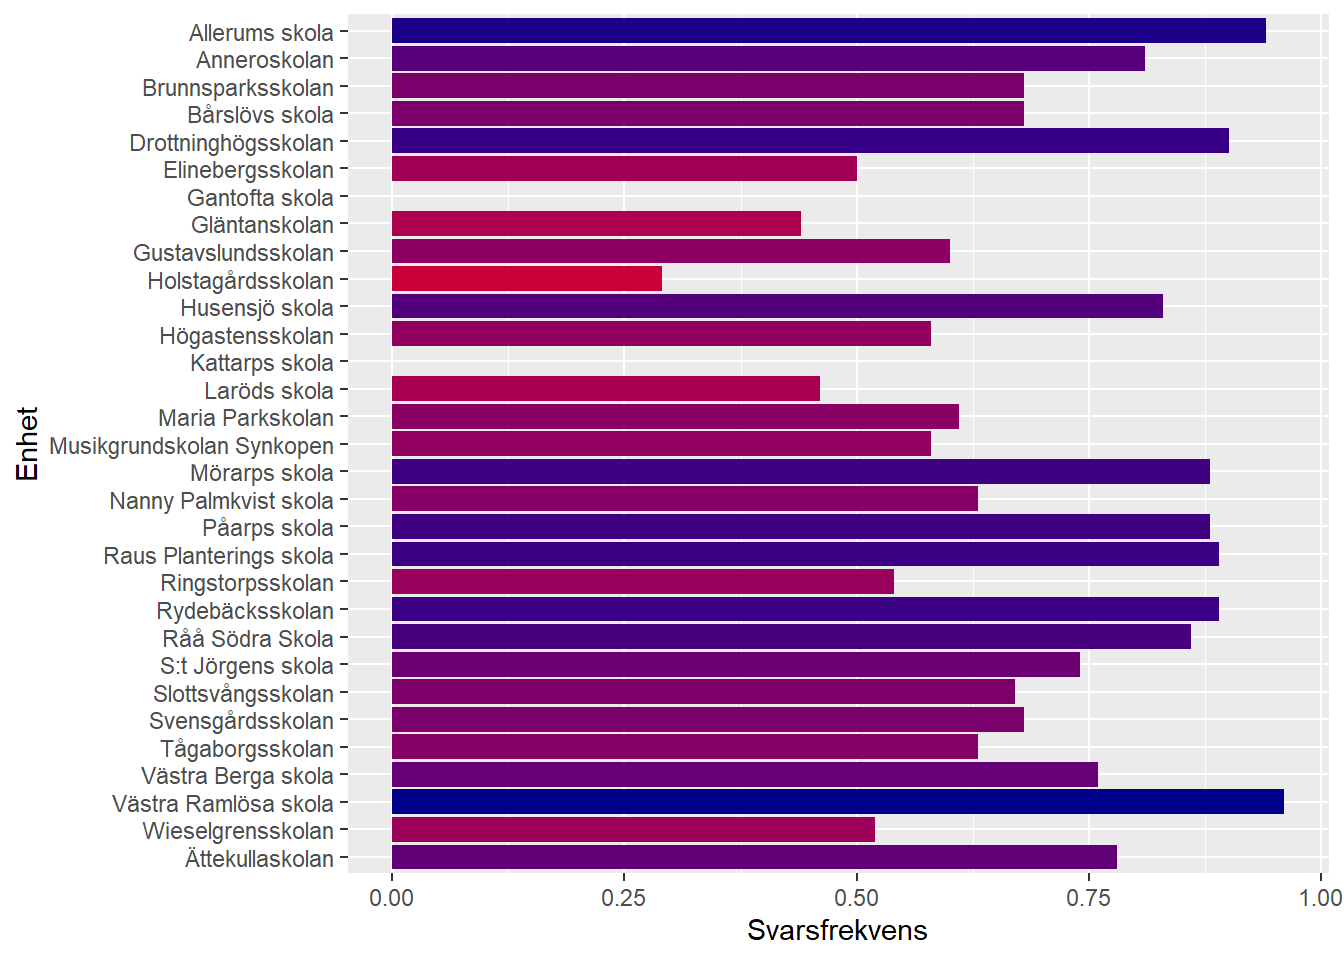 Allerums skola
Anneroskolan
Brunnsparksskolan
Bårslövs skola
Drottninghögsskolan
Elinebergsskolan
Gantofta skola
Gläntanskolan
Gustavslundsskolan
Holstagårdsskolan
Husensjö skola
Högastensskolan
Kattarps skola
Laröds skola
Maria Parkskolan
Musikgrundskolan Synkopen
Mörarps skola
Nanny Palmkvist skola
Påarps skola
Raus Planterings skola
Ringstorpsskolan
Rydebäcksskolan
Råå Södra Skola
S:t Jörgens skola
Slottsvångsskolan
Svensgårdsskolan
Tågaborgsskolan
Västra Berga skola
Västra Ramlösa skola
Wieselgrensskolan
Ättekullaskolan
Enhet
0.00 0.25 0.50 0.75 1.00
Svarsfrekvens